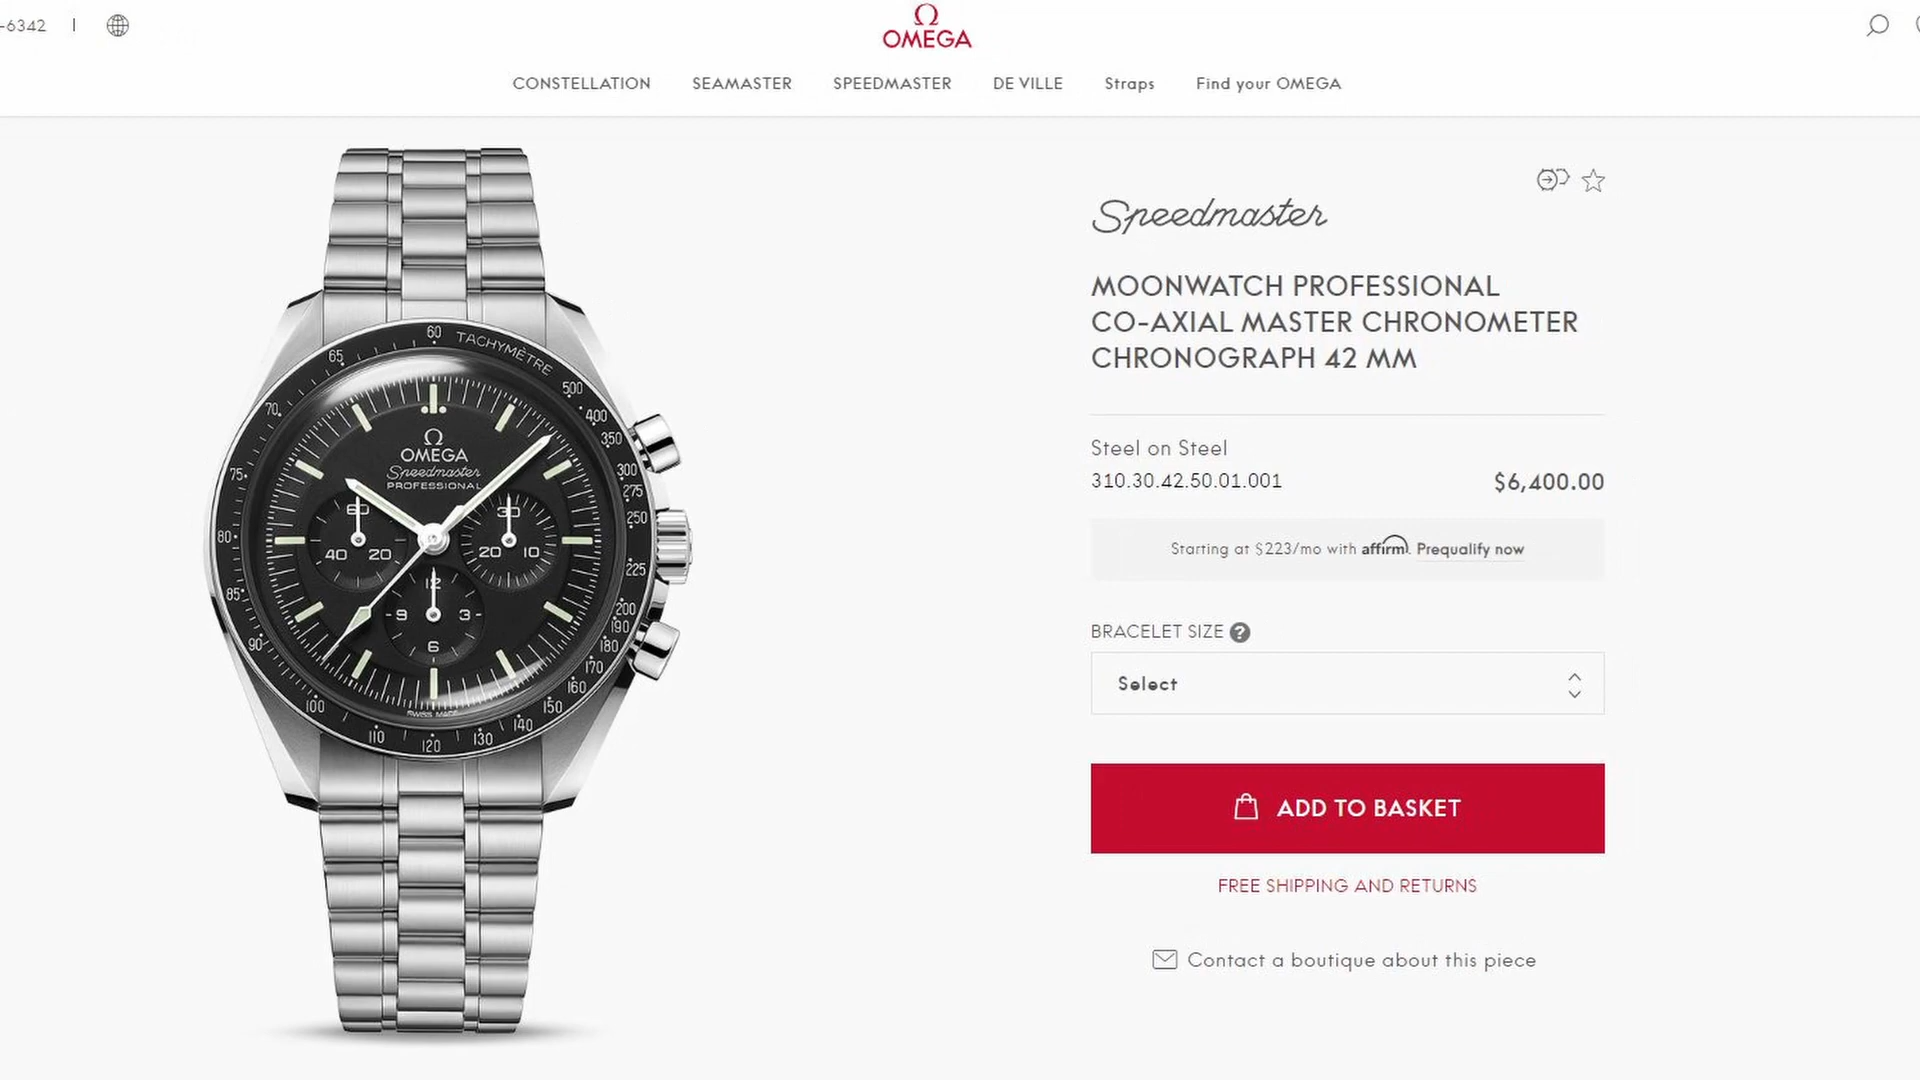 -6342 |
Ω
OMEGA
CONSTELLATION SEAMASTER SPEEDMASTER DE VILLE Straps Find your OMEGA
Speedmaster
MOONWATCH PROFESSIONAL
CO-AXIAL MASTER CHRONOMETER
CHRONOGRAPH 42 MM
Steel on Steel
310.30.42.50.01.001 $6,400.00
Starting at $223/mo with affirm. Prequalify now
BRACELET SIZE ?
Select
ADD TO BASKET
FREE SHIPPING AND RETURNS
Contact a boutique about this piece
60 TACHYMÈTRE 500 400 350 300 275 250 225 200 190 180 170 160 150 140 130 120 110 100 90 85 80 75 70 65
Ω
OMEGA
Speedmaster
PROFESSIONAL
60 20 40
30 10 20
12 3 6 9
SWISS MADE